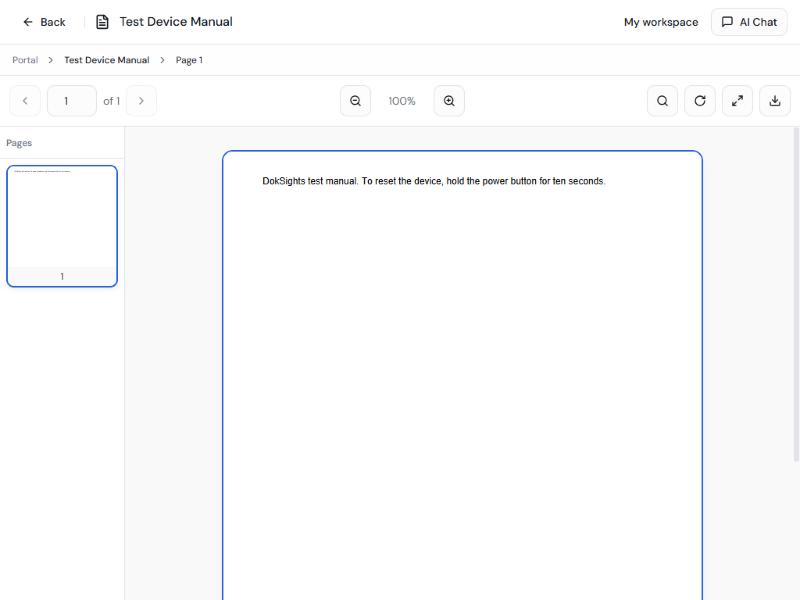 Back
Test Device Manual
My workspace
AI Chat
Portal
Test Device Manual
Page 1
1
of 1
100%
Pages
DokSights test manual. To reset the device, hold the power button for ten seconds.
1